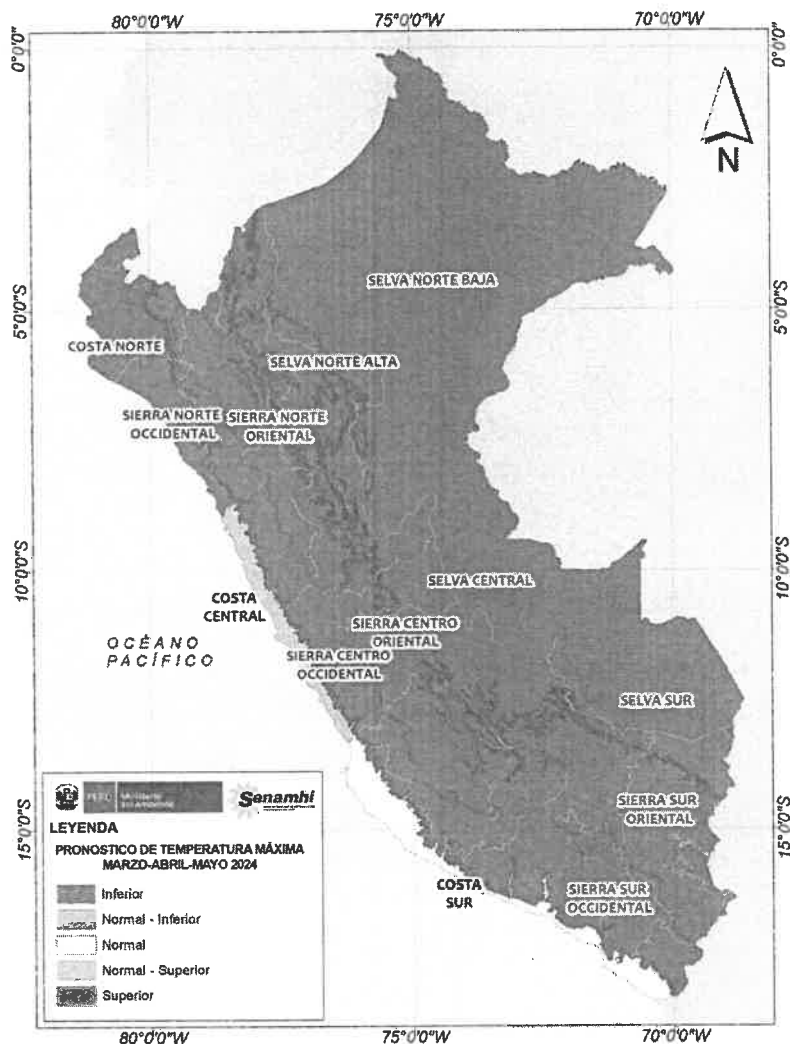 80°0'0"W
75°0'0"W
70°0'0"W
0°0'0"
0°0'0"S
N
SELVA NORTE BAJA
5°0'0"S
5°0'0"S
COSTA NORTE
SELVA NORTE ALTA
SIERRA NORTE
OCCIDENTAL
SIERRA NORTE
ORIENTAL
10°0'0"S
10°0'0"S
SELVA CENTRAL
COSTA
CENTRAL
SIERRA CENTRO
ORIENTAL
OCÉANO
PACÍFICO
SIERRA CENTRO
OCCIDENTAL
SELVA SUR
PERÚ
Ministerio
del Ambiente
Senamhi
SIERRA SUR
ORIENTAL
15°0'0"S
15°0'0"S
LEYENDA
PRONOSTICO DE TEMPERATURA MÁXIMA
MARZO-ABRIL-MAYO 2024
Inferior
Normal - Inferior
Normal
Normal - Superior
Superior
COSTA
SUR
SIERRA SUR
OCCIDENTAL
80°0'0"W
75°0'0"W
70°0'0"W